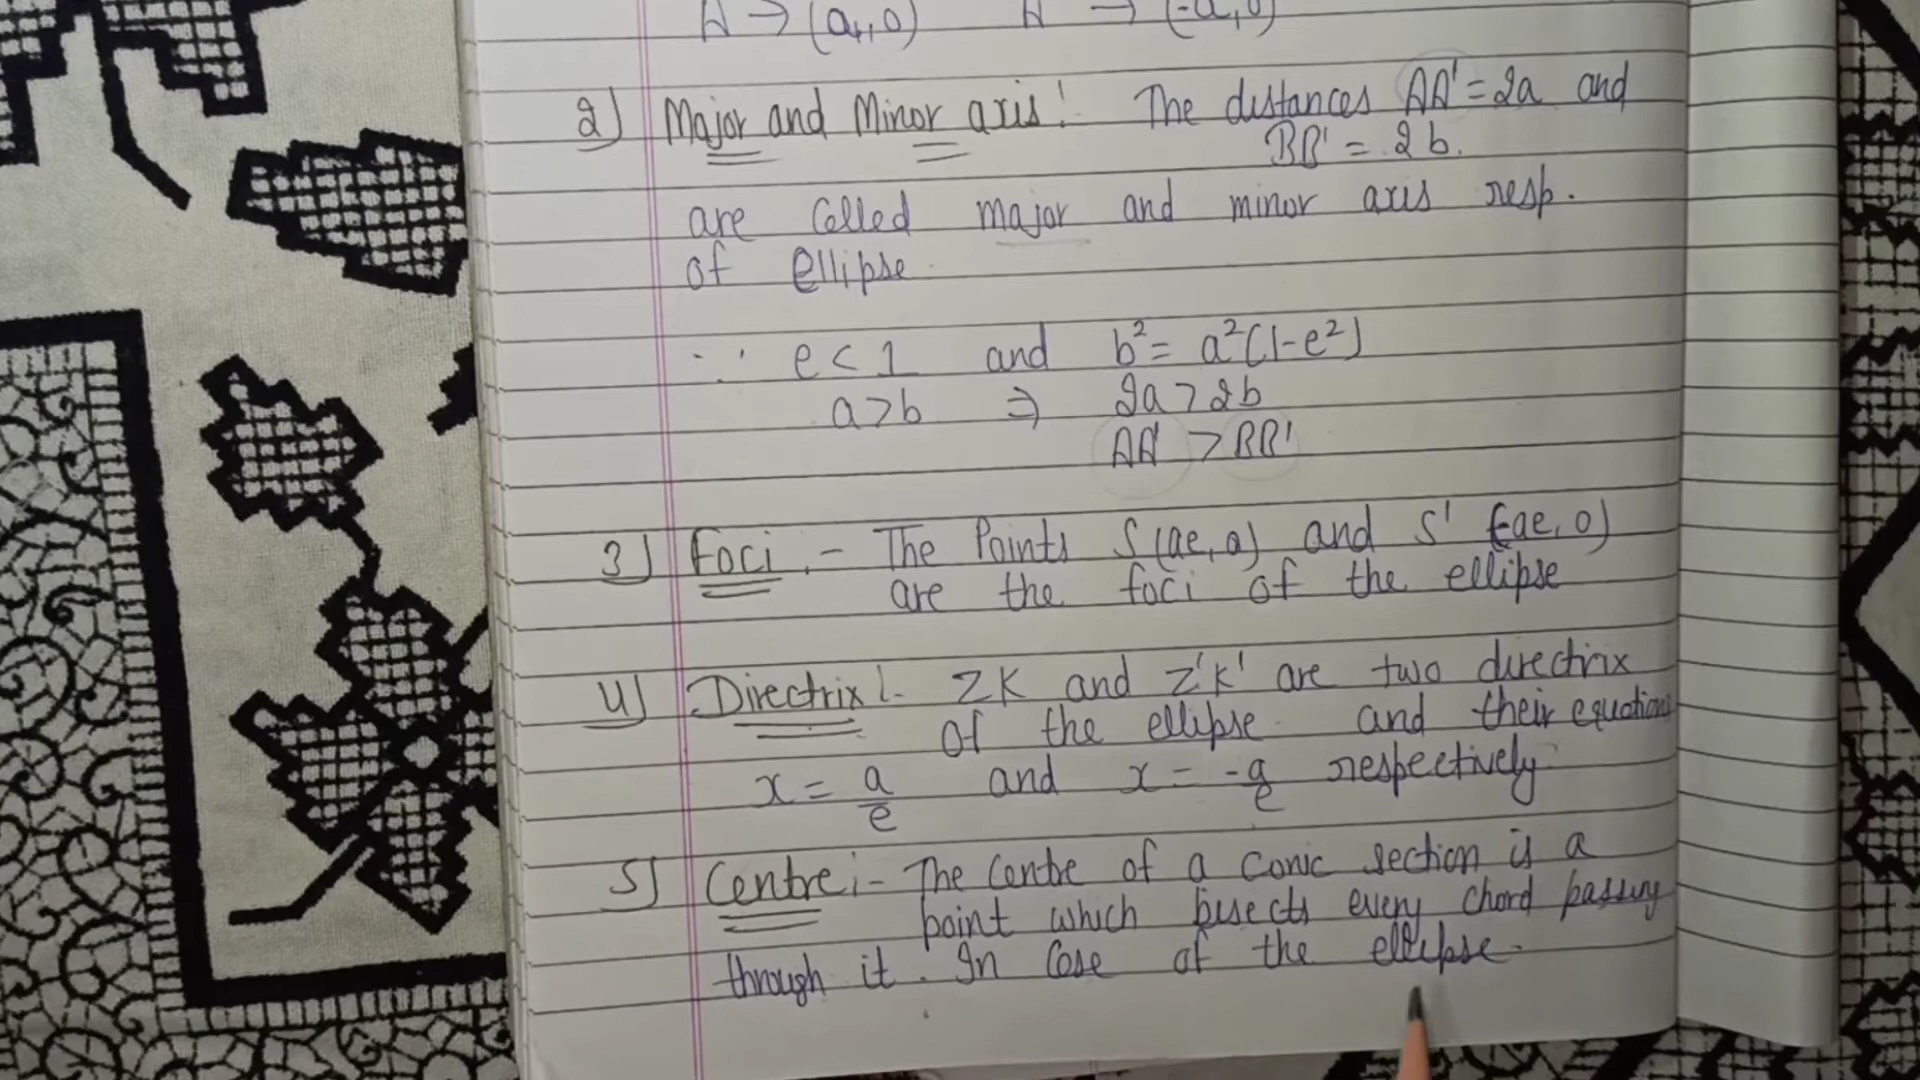 A → (a, 0) A → (-a, 0)
2) Major and Minor axis: The distances AA' = 2a and
BB' = 2b.
are called major and minor axis resp.
of ellipse.
∵ e < 1 and b² = a²(1-e²)
a > b ⇒ 2a > 2b
AA' > BB'
3) Foci :- The Points S(ae, 0) and S' (-ae, 0)
are the foci of the ellipse
4) Directrix :- ZK and Z'K' are two directrix
of the ellipse and their equations
x = a/e and x = -a/e respectively.
5) Centre :- The Centre of a conic section is a
point which bisects every chord passing
through it. In Case of the ellipse.